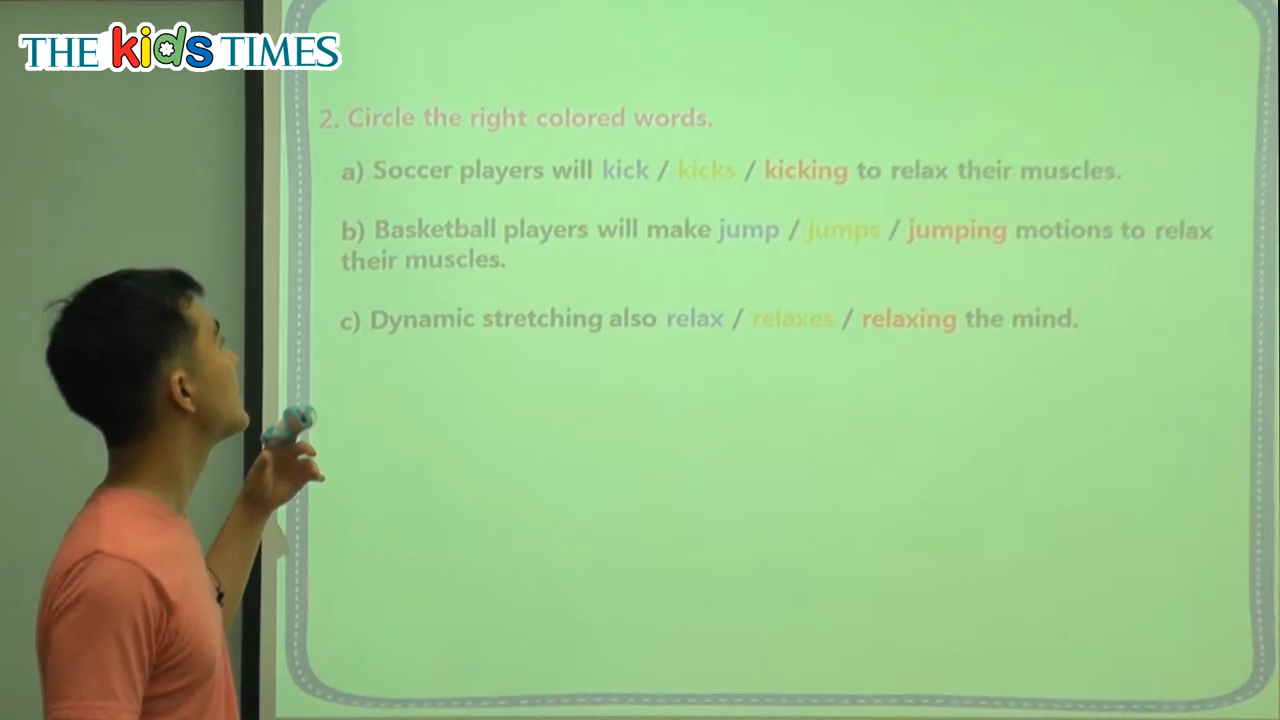 THE kids TIMES
2. Circle the right colored words.
a) Soccer players will kick / kicks / kicking to relax their muscles.
b) Basketball players will make jump / jumps / jumping motions to relax
their muscles.
c) Dynamic stretching also relax / relaxes / relaxing the mind.